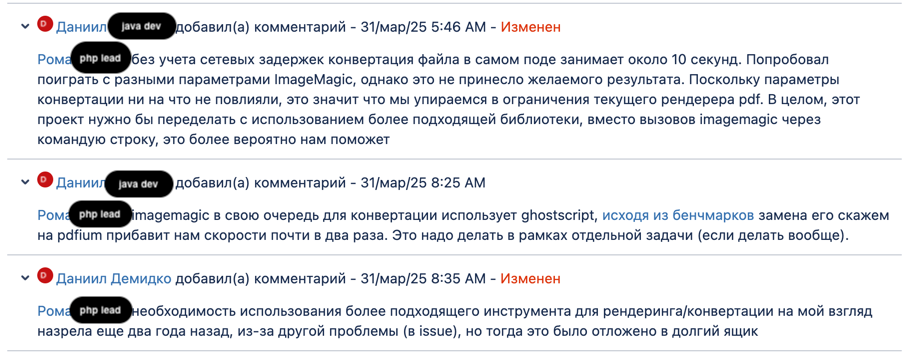 Даниил java dev добавил(а) комментарий - 31/мар/25 5:46 AM - Изменен
Рома php lead без учета сетевых задержек конвертация файла в самом поде занимает около 10 секунд. Попробовал
поиграть с разными параметрами ImageMagic, однако это не принесло желаемого результата. Поскольку параметры
конвертации ни на что не повлияли, это значит что мы упираемся в ограничения текущего рендерера pdf. В целом, этот
проект нужно бы переделать с использованием более подходящей библиотеки, вместо вызовов imagemagic через
командую строку, это более вероятно нам поможет
Даниил java dev добавил(а) комментарий - 31/мар/25 8:25 AM
Рома php lead imagemagic в свою очередь для конвертации использует ghostscript, исходя из бенчмарков замена его скажем
на pdfium прибавит нам скорости почти в два раза. Это надо делать в рамках отдельной задачи (если делать вообще).
Даниил Демидко добавил(а) комментарий - 31/мар/25 8:35 AM - Изменен
Рома php lead необходимость использования более подходящего инструмента для рендеринга/конвертации на мой взгляд
назрела еще два года назад, из-за другой проблемы (в issue), но тогда это было отложено в долгий ящик